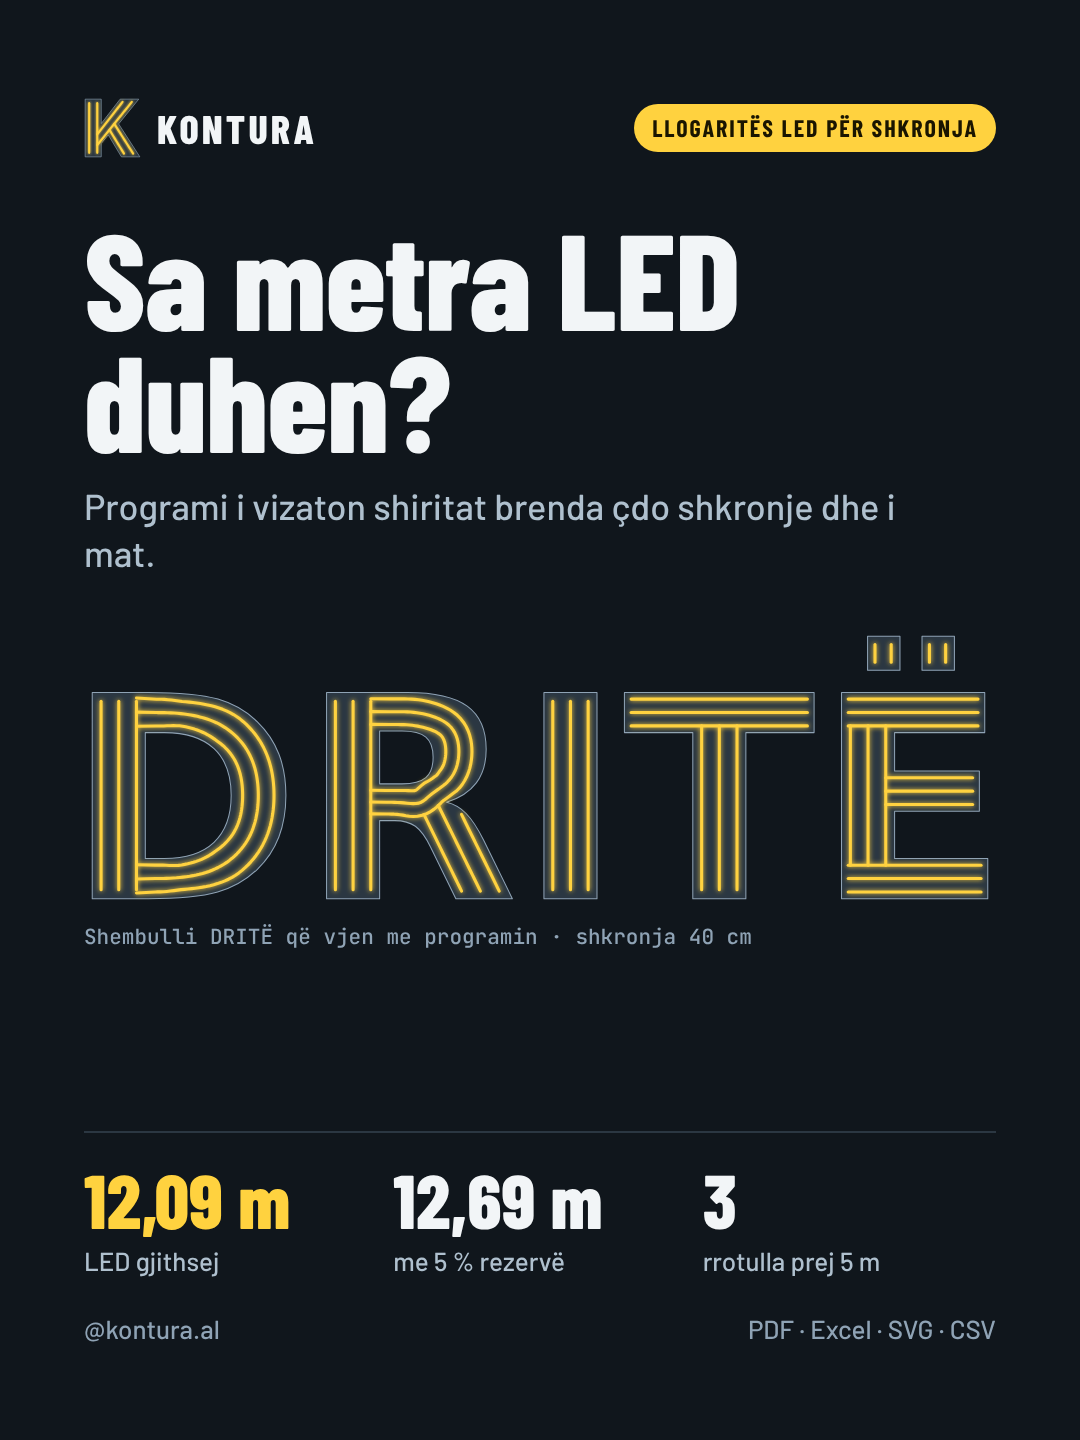 K KONTURA
LLOGARITËS LED PËR SHKRONJA
Sa metra LED
duhen?
Programi i vizaton shiritat brenda çdo shkronje dhe i
mat.
DRITË
Shembulli DRITË që vjen me programin · shkronja 40 cm
12,09 m
LED gjithsej
12,69 m
me 5 % rezervë
3
rrotulla prej 5 m
@kontura.al
PDF · Excel · SVG · CSV